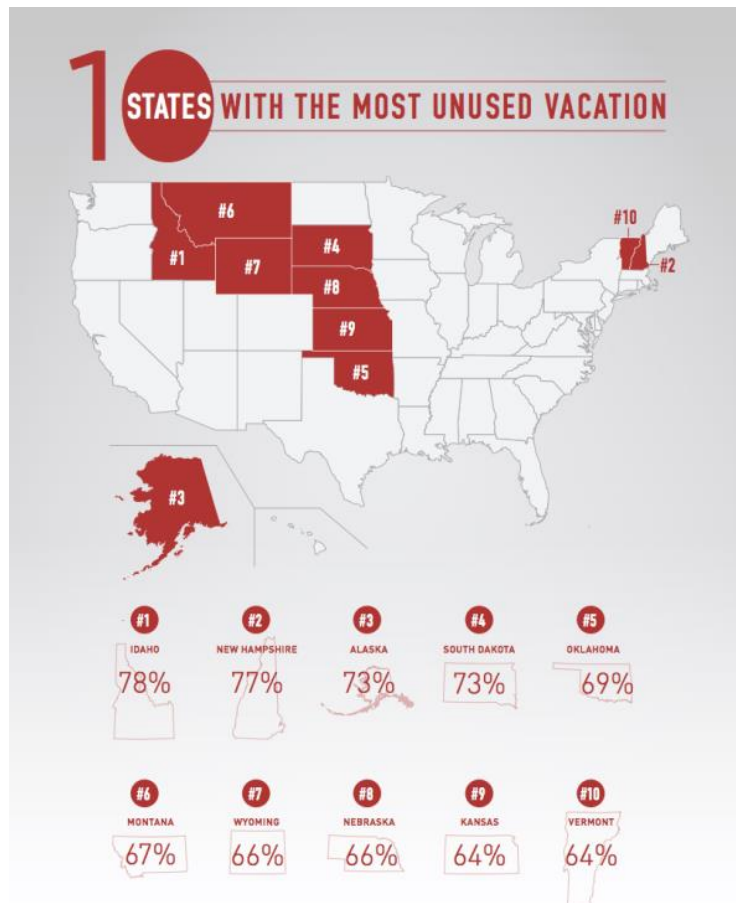 10 STATES WITH THE MOST UNUSED VACATION
#6
#10
#4
#1
#7
#2
#8
#9
#5
#3
#1 #2 #3 #4 #5
IDAHO NEW HAMPSHIRE ALASKA SOUTH DAKOTA OKLAHOMA
78% 77% 73% 73% 69%
#6 #7 #8 #9 #10
MONTANA WYOMING NEBRASKA KANSAS VERMONT
67% 66% 66% 64% 64%